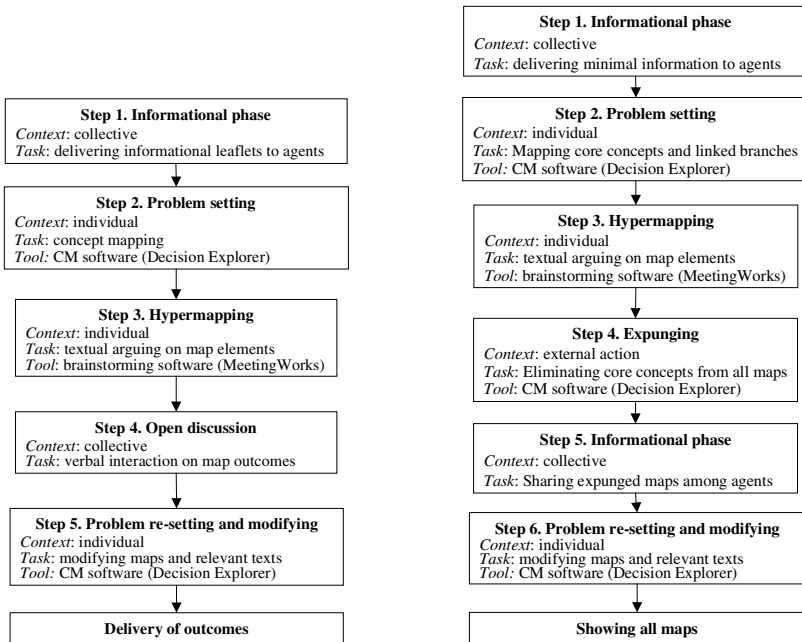 Step 1. Informational phase
Context: collective
Task: delivering informational leaflets to agents
Step 2. Problem setting
Context: individual
Task: concept mapping
Tool: CM software (Decision Explorer)
Step 3. Hypermapping
Context: individual
Task: textual arguing on map elements
Tool: brainstorming software (MeetingWorks)
Step 4. Open discussion
Context: collective
Task: verbal interaction on map outcomes
Step 5. Problem re-setting and modifying
Context: individual
Task: modifying maps and relevant texts
Tool: CM software (Decision Explorer)
Delivery of outcomes
Step 1. Informational phase
Context: collective
Task: delivering minimal information to agents
Step 2. Problem setting
Context: individual
Task: Mapping core concepts and linked branches
Tool: CM software (Decision Explorer)
Step 3. Hypermapping
Context: individual
Task: textual arguing on map elements
Tool: brainstorming software (MeetingWorks)
Step 4. Expunging
Context: external action
Task: Eliminating core concepts from all maps
Tool: CM software (Decision Explorer)
Step 5. Informational phase
Context: collective
Task: Sharing expunged maps among agents
Step 6. Problem re-setting and modifying
Context: individual
Task: modifying maps and relevant texts
Tool: CM software (Decision Explorer)
Showing all maps